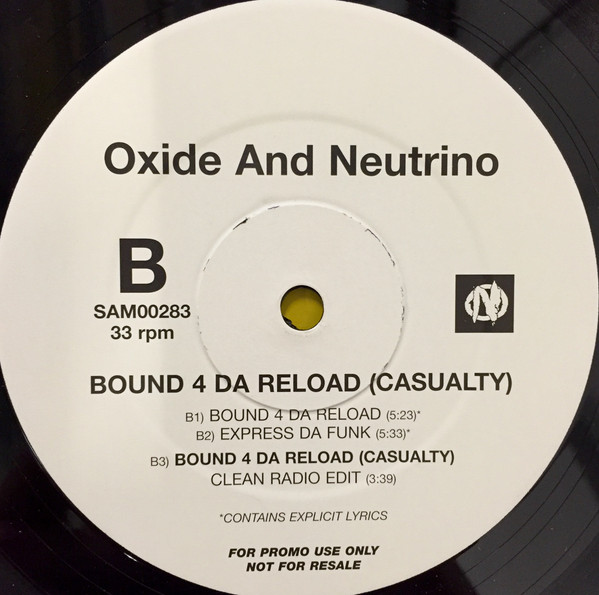 Oxide And Neutrino
B
SAM00283
33 rpm
BOUND 4 DA RELOAD (CASUALTY)
B1) BOUND 4 DA RELOAD (5:23)*
B2) EXPRESS DA FUNK (5:33)*
B3) BOUND 4 DA RELOAD (CASUALTY)
CLEAN RADIO EDIT (3:39)
*CONTAINS EXPLICIT LYRICS
FOR PROMO USE ONLY
NOT FOR RESALE